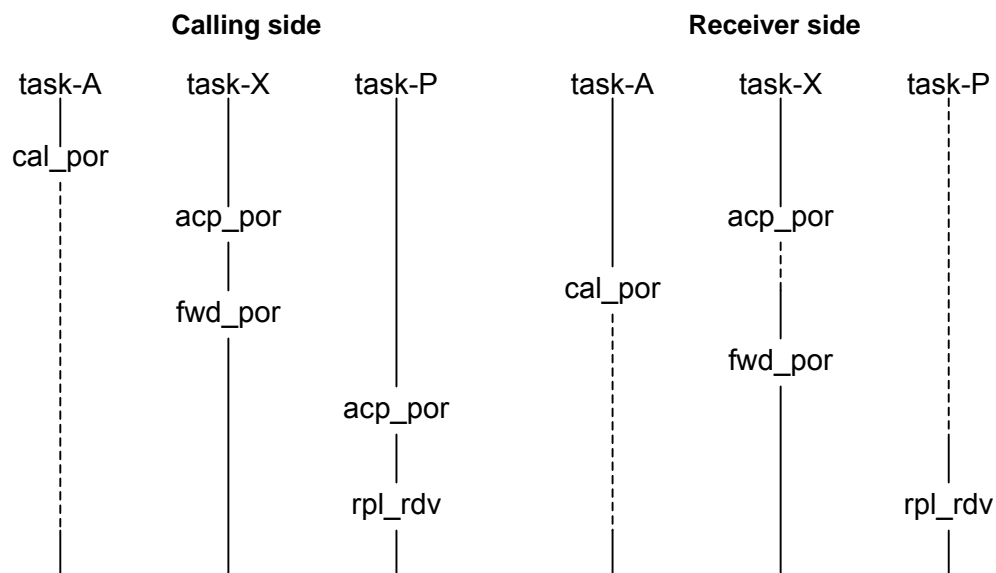 Calling side Receiver side
task-A task-X task-P task-A task-X task-P
cal_por
acp_por acp_por
cal_por
fwd_por
fwd_por
acp_por
rpl_rdv rpl_rdv